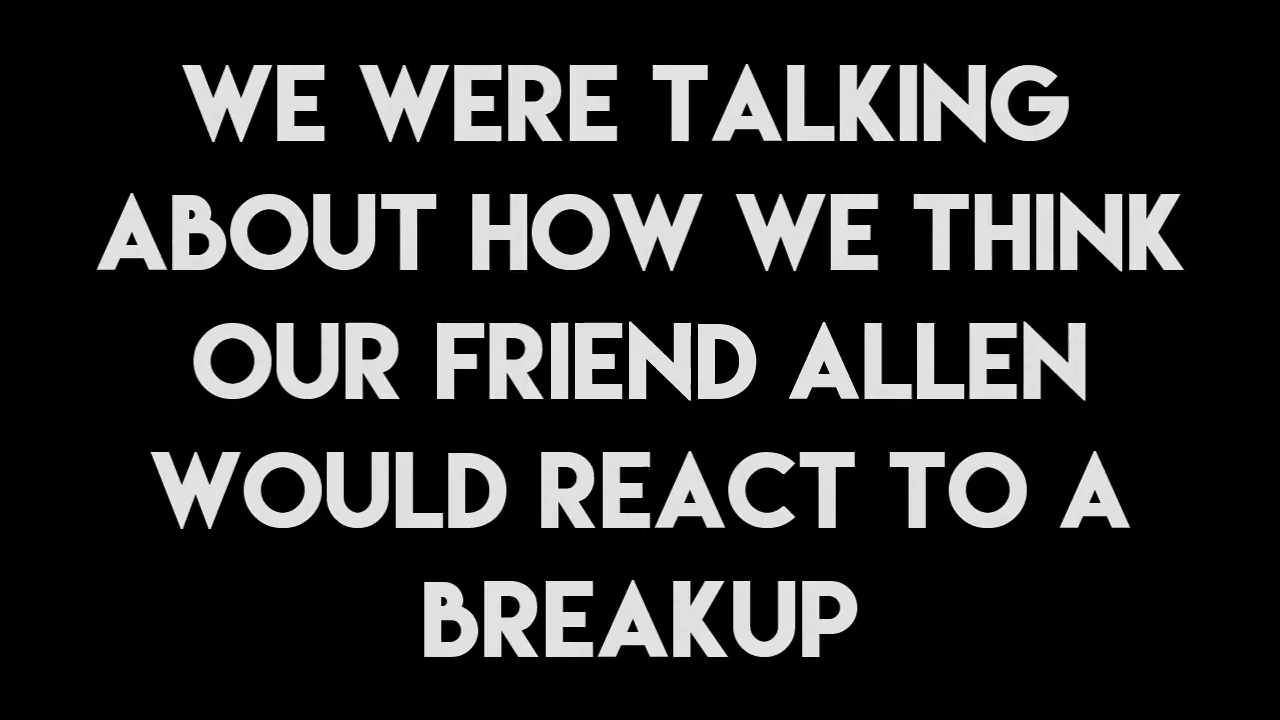 WE WERE TALKING
ABOUT HOW WE THINK
OUR FRIEND ALLEN
WOULD REACT TO A
BREAKUP